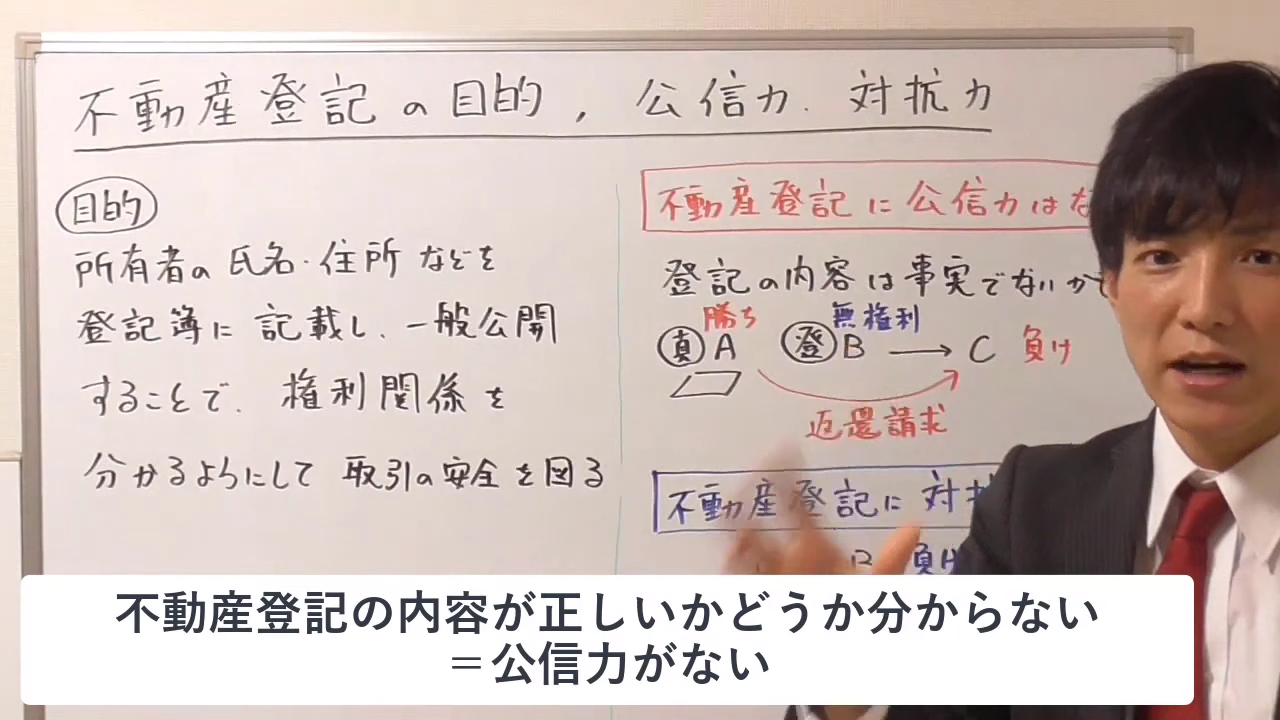 不動産登記の目的, 公信力. 対抗力
目的
所有者の氏名・住所などを
登記簿に記載し、一般公開
することで、権利関係を
分かるようにして取引の安全を図る
不動産登記に公信力は
登記の内容は事実でないか
勝ち 無権利
真 A 登 B → C 負け
返還請求
不動産登記に対
B 負け
不動産登記の内容が正しいかどうか分からない
＝公信力がない